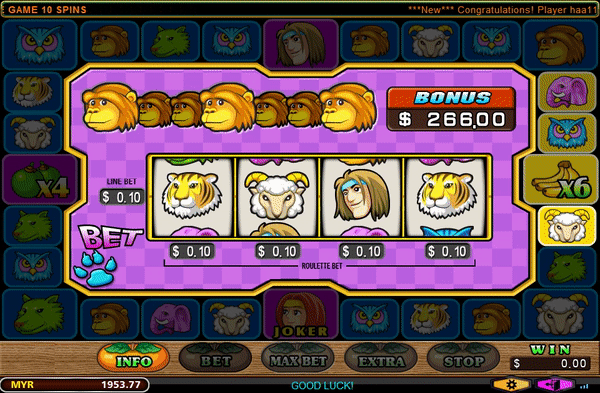 GAME 10 SPINS
***New*** Congratulations! Player haa11
BONUS
$ 266,00
LINE BET
$ 0.10
BET
$ 0.10
$ 0.10
$ 0.10
$ 0.10
ROULETTE BET
x4
x6
JOKER
INFO
BET
MAX BET
EXTRA
STOP
WIN
$ 0.00
MYR
1953.77
GOOD LUCK!